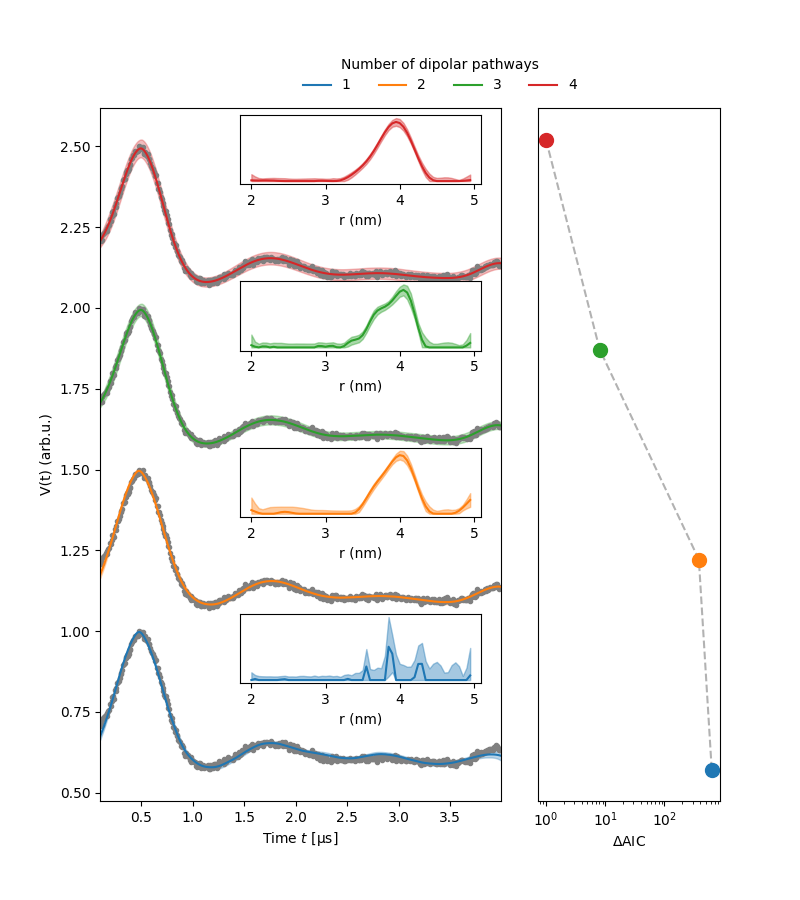 Number of dipolar pathways
1 2 3 4
V(t) (arb.u.)
2.50
2.25
2.00
1.75
1.50
1.25
1.00
0.75
0.50
2 3 4 5
r (nm)
2 3 4 5
r (nm)
2 3 4 5
r (nm)
2 3 4 5
r (nm)
0.5 1.0 1.5 2.0 2.5 3.0 3.5
Time t [μs]
10⁰ 10¹ 10²
ΔAIC